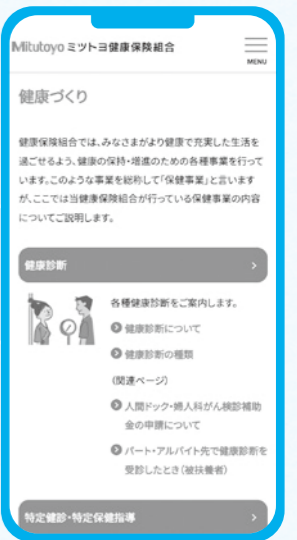 Mitutoyo ミツトヨ健康保険組合
MENU
健康づくり
健康保険組合では、みなさまがより健康で充実した生活を
過ごせるよう、健康の保持・増進のための各種事業を行って
います。このような事業を総称して「保健事業」と言います
が、ここでは当健康保険組合が行っている保健事業の内容
についてご説明します。
健康診断
各種健康診断をご案内します。
健康診断について
健康診断の種類
(関連ページ)
人間ドック・婦人科がん検診補助
金の申請について
パート・アルバイト先で健康診断を
受診したとき(被扶養者)
特定健診・特定保健指導